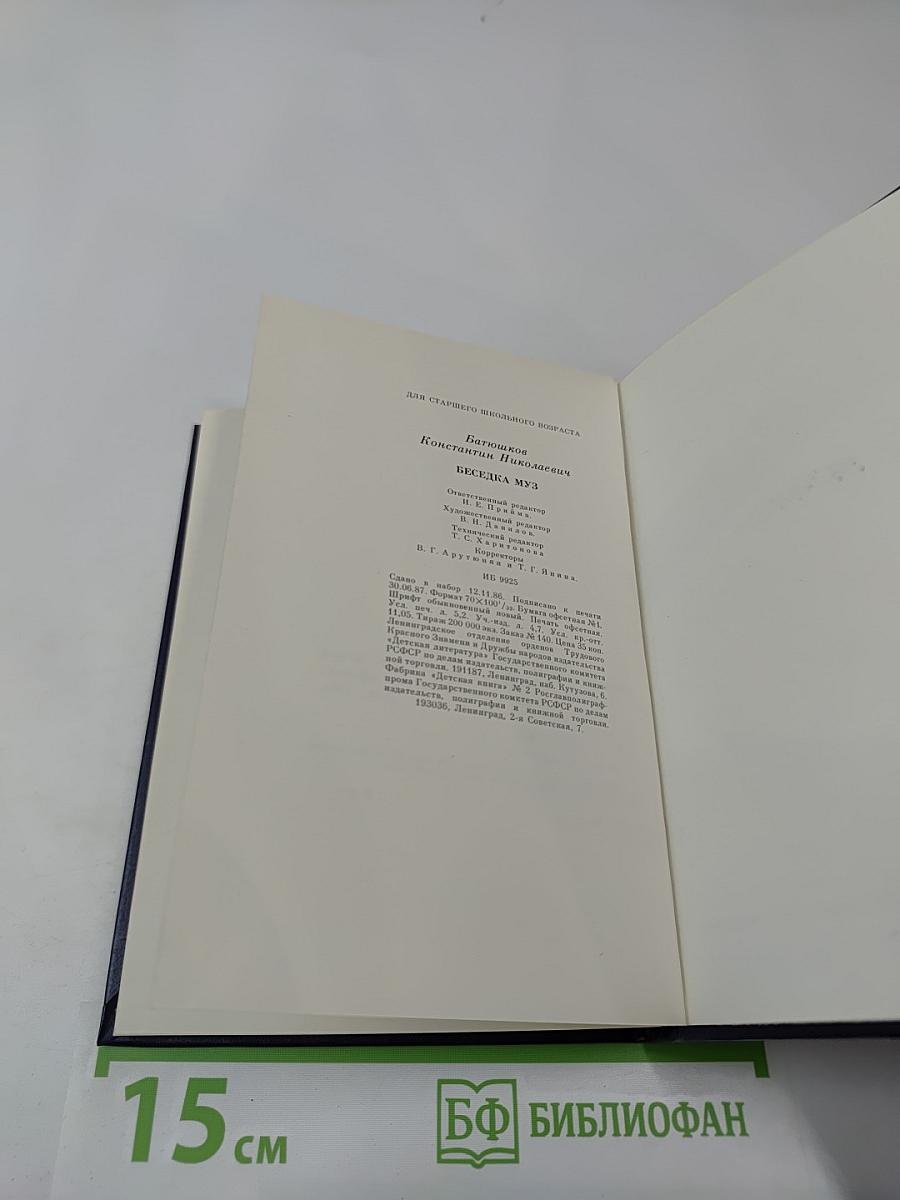 ДЛЯ СТАРШЕГО ШКОЛЬНОГО ВОЗРАСТА
Батюшков
Константин Николаевич
БЕСЕДКА МУЗ
Ответственный редактор
И. Е. Прийма.
Художественный редактор
В. И. Данилов.
Технический редактор
Т. С. Харитонова
Корректоры
В. Г. Арутюнян и Т. Г. Янина.
ИБ 9925
Сдано в набор 12.11.86. Подписано к печати
30.06.87. Формат 70×100¹/₃₂. Бумага офсетная №1.
Шрифт обыкновенный новый. Печать офсетная.
Усл. печ. л. 5,2. Уч.-изд. л. 4,7. Усл. кр.-отт.
11,05. Тираж 200 000 экз. Заказ № 140. Цена 35 коп.
Ленинградское отделение орденов Трудового
Красного Знамени и Дружбы народов издательства
«Детская литература» Государственного комитета
РСФСР по делам издательств, полиграфии и книж-
ной торговли. 191187, Ленинград, наб. Кутузова, 6.
Фабрика «Детская книга» № 2 Росглавполиграф-
прома Государственного комитета РСФСР по делам
издательств, полиграфии и книжной торговли.
193036, Ленинград, 2-я Советская, 7.
15 см
БФ БИБЛИОФАН